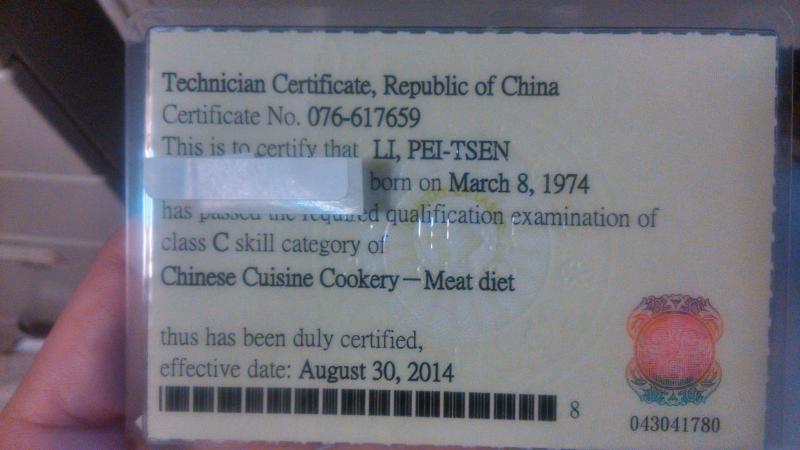 Technician Certificate, Republic of China
Certificate No. 076-617659
This is to certify that LI, PEI-TSEN
born on March 8, 1974
has passed the required qualification examination of
class C skill category of
Chinese Cuisine Cookery—Meat diet
thus has been duly certified,
effective date: August 30, 2014
8
043041780